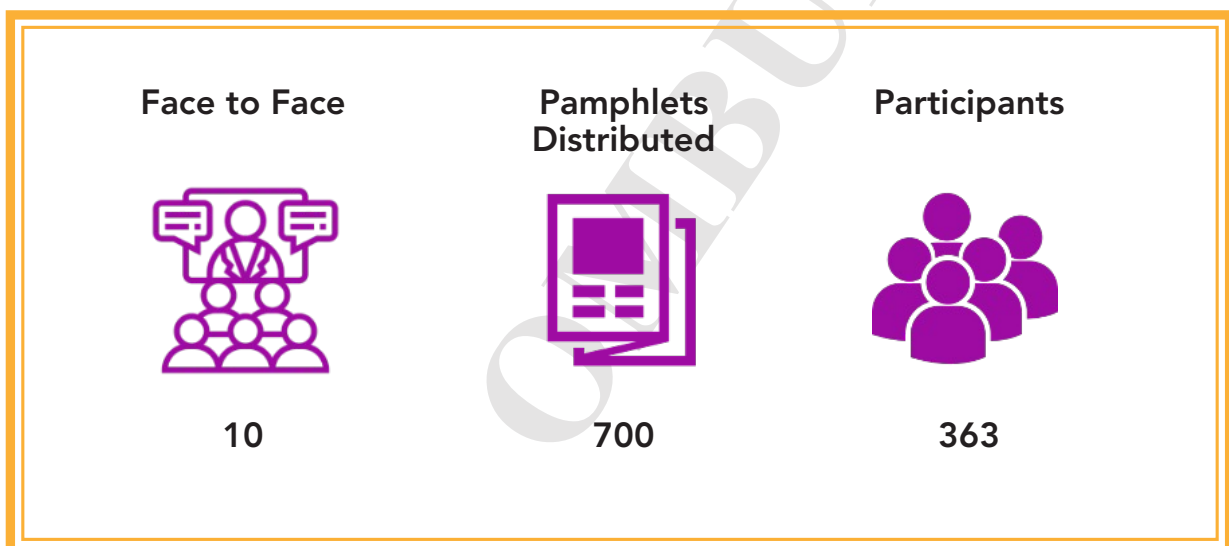 Face to Face
Pamphlets
Distributed
Participants
10
700
363